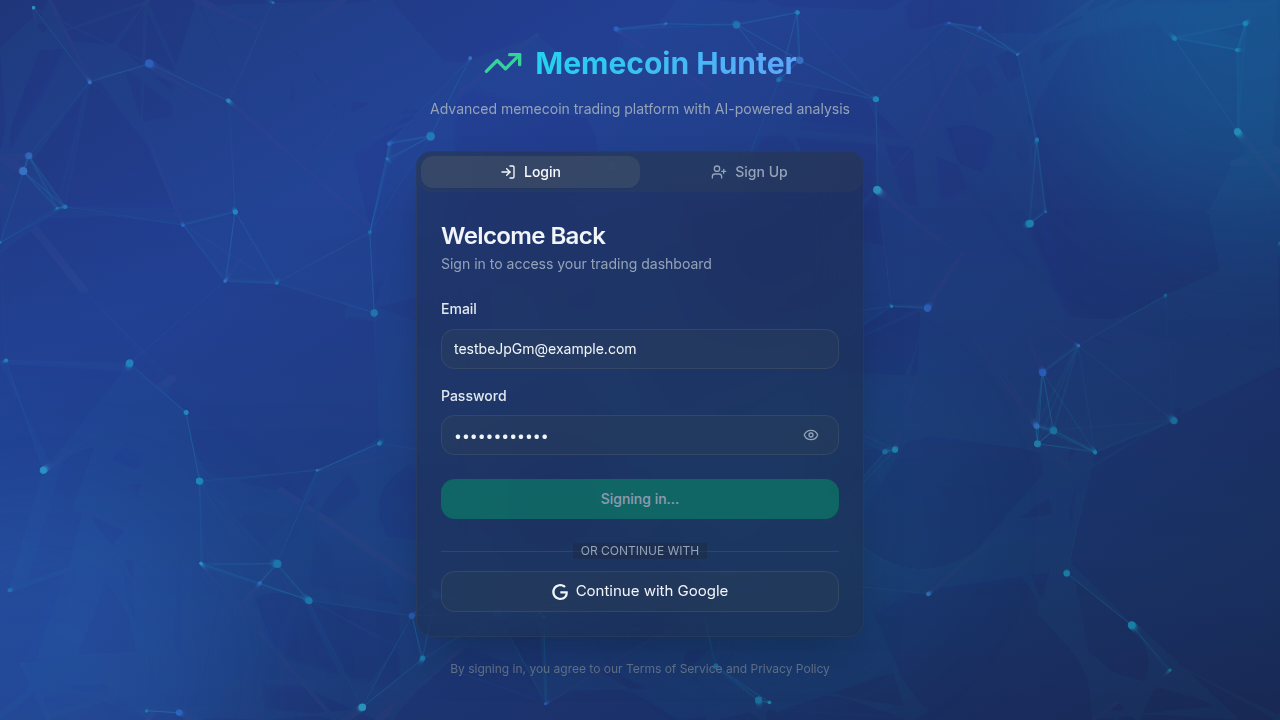 Memecoin Hunter
Advanced memecoin trading platform with AI-powered analysis
Login
Sign Up
Welcome Back
Sign in to access your trading dashboard
Email
testbeJpGm@example.com
Password
••••••••••••
Signing in...
OR CONTINUE WITH
Continue with Google
By signing in, you agree to our Terms of Service and Privacy Policy